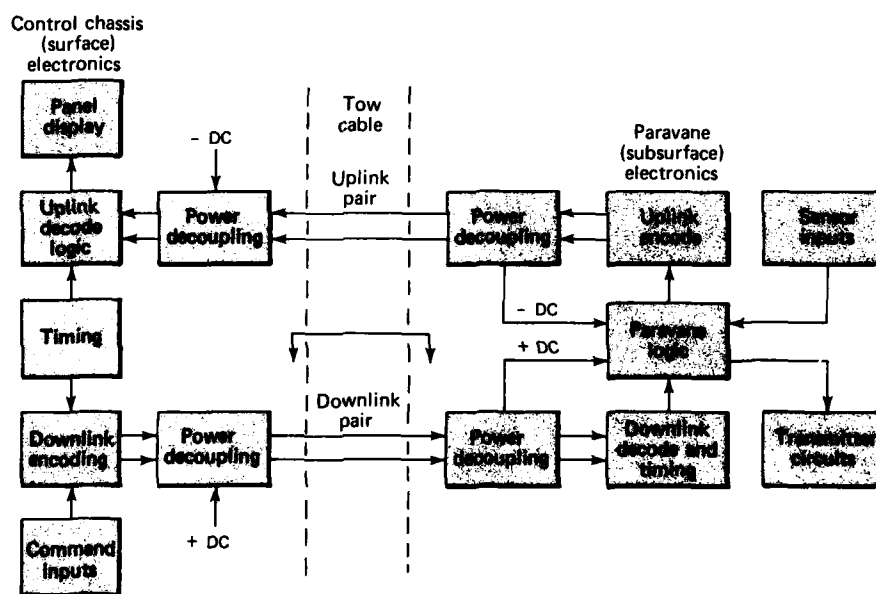 Control chassis
(surface)
electronics
Panel
display
Uplink
decode
logic
Timing
Downlink
encoding
Command
inputs
- DC
Power
decoupling
Power
decoupling
+ DC
Tow
cable
Uplink
pair
Downlink
pair
Power
decoupling
- DC
+ DC
Power
decoupling
Paravane
(subsurface)
electronics
Uplink
encode
Paravane
logic
Downlink
decode and
timing
Sensor
inputs
Transmitter
circuits